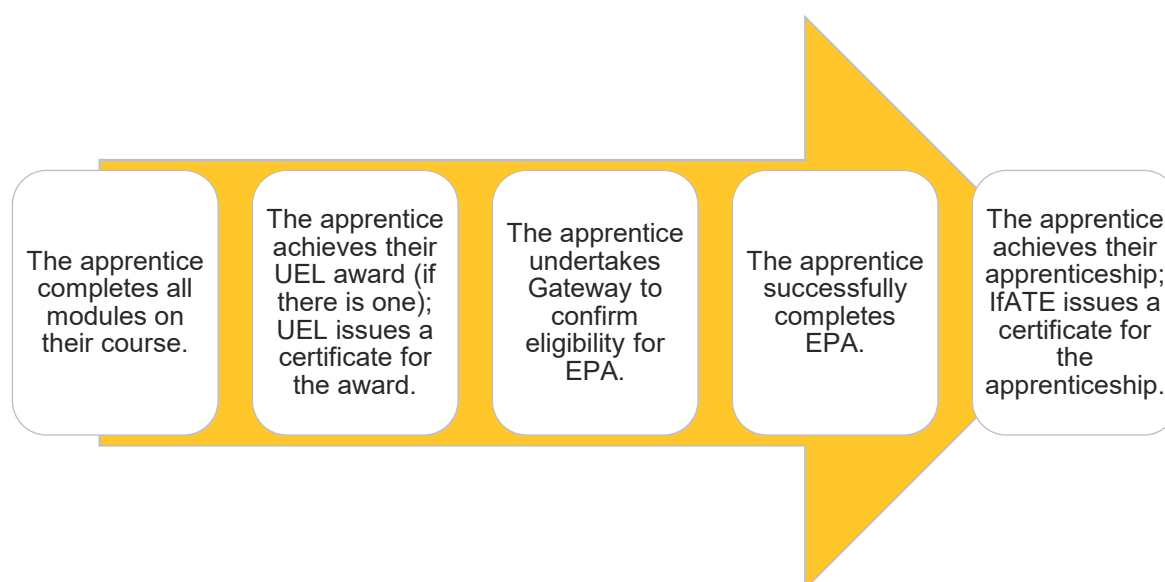 The apprentice
completes all
modules on
their course.
The apprentice
achieves their
UEL award (if
there is one);
UEL issues a
certificate for
the award.
The apprentice
undertakes
Gateway to
confirm
eligibility for
EPA.
The apprentice
successfully
completes
EPA.
The apprentice
achieves their
apprenticeship;
IfATE issues a
certificate for
the
apprenticeship.